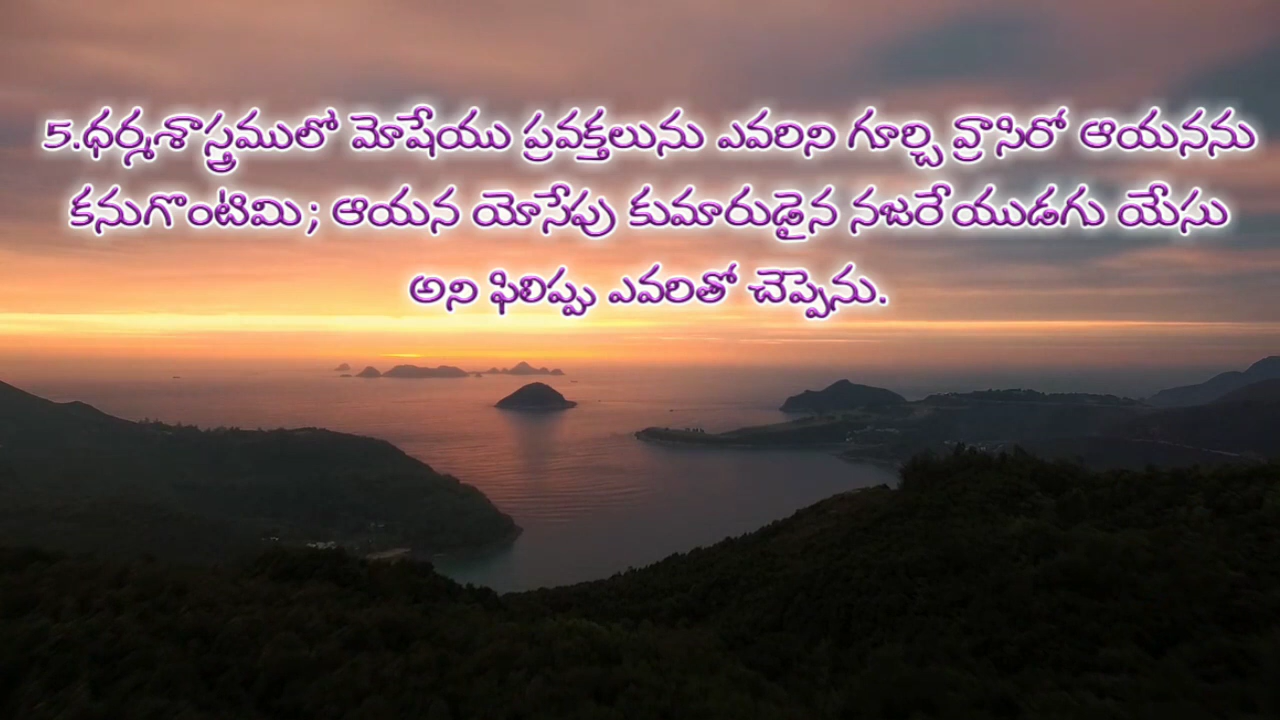 5.ధర్మశాస్త్రములో మోషేయు ప్రవక్తలును ఎవరిని గూర్చి వ్రాసిరో ఆయనను
కనుగొంటిమి; ఆయన యోసేపు కుమారుడైన నజరేయుడగు యేసు
అని ఫిలిప్పు ఎవరితో చెప్పెను.